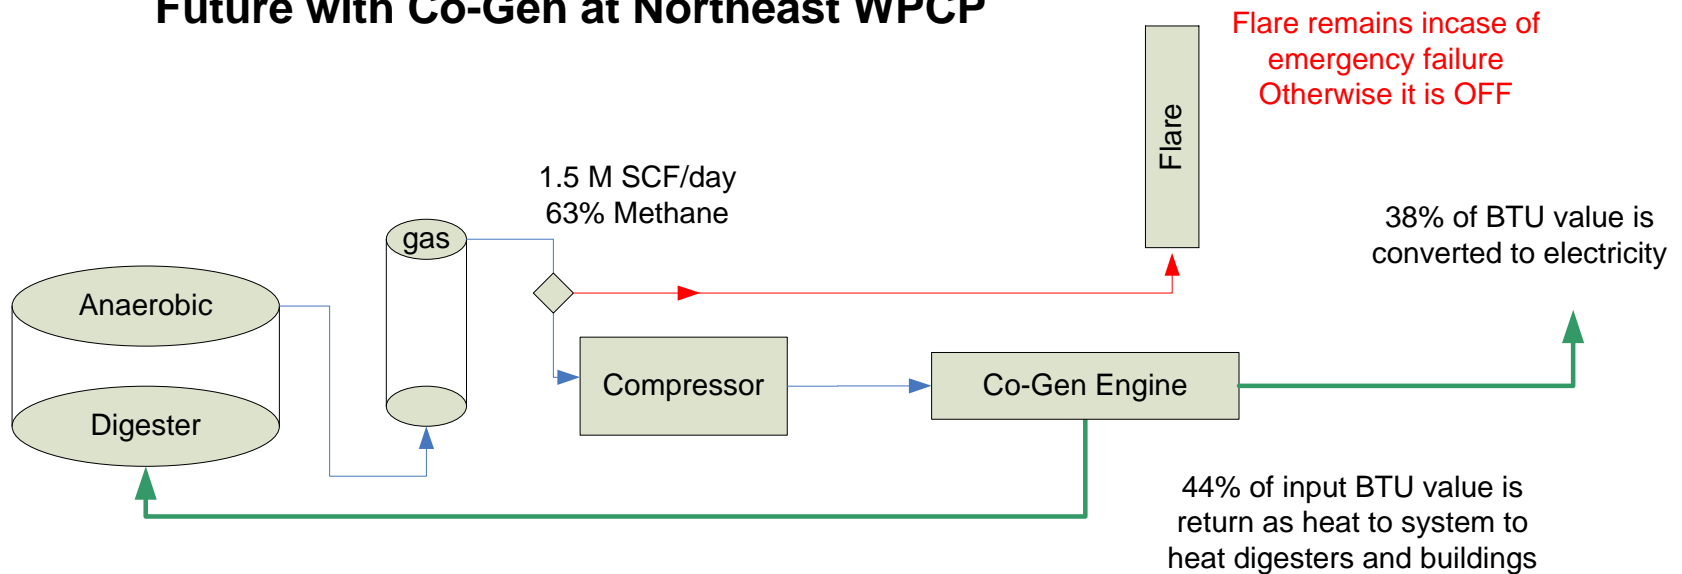 Future with Co-Gen at Northeast WPCP
Flare remains incase of
emergency failure
Otherwise it is OFF
Flare
1.5 M SCF/day
63% Methane
38% of BTU value is
converted to electricity
gas
Anaerobic
Digester
Compressor
Co-Gen Engine
44% of input BTU value is
return as heat to system to
heat digesters and buildings